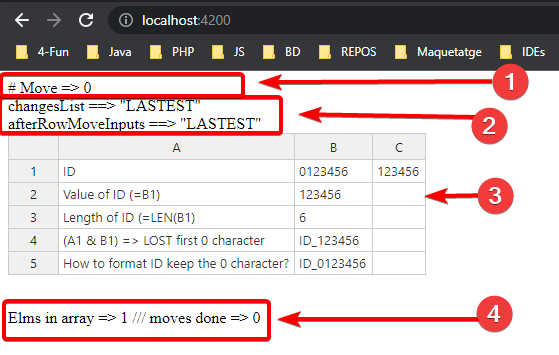 localhost:4200
4-Fun Java PHP JS BD REPOS Maquetatge IDEs
# Move => 0
1
changesList ==> "LASTEST"
afterRowMoveInputs ==> "LASTEST"
2
A B C
1 ID 0123456 123456
2 Value of ID (=B1) 123456
3
3 Length of ID (=LEN(B1) 6
4 (A1 & B1) => LOST first 0 character ID_123456
5 How to format ID keep the 0 character? ID_0123456
Elms in array => 1 /// moves done => 0
4